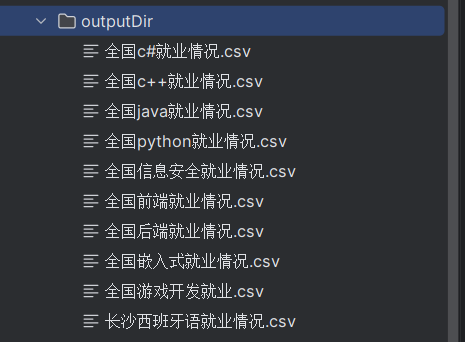 outputDir
全国c#就业情况.csv
全国c++就业情况.csv
全国java就业情况.csv
全国python就业情况.csv
全国信息安全就业情况.csv
全国前端就业情况.csv
全国后端就业情况.csv
全国嵌入式就业情况.csv
全国游戏开发就业.csv
长沙西班牙语就业情况.csv